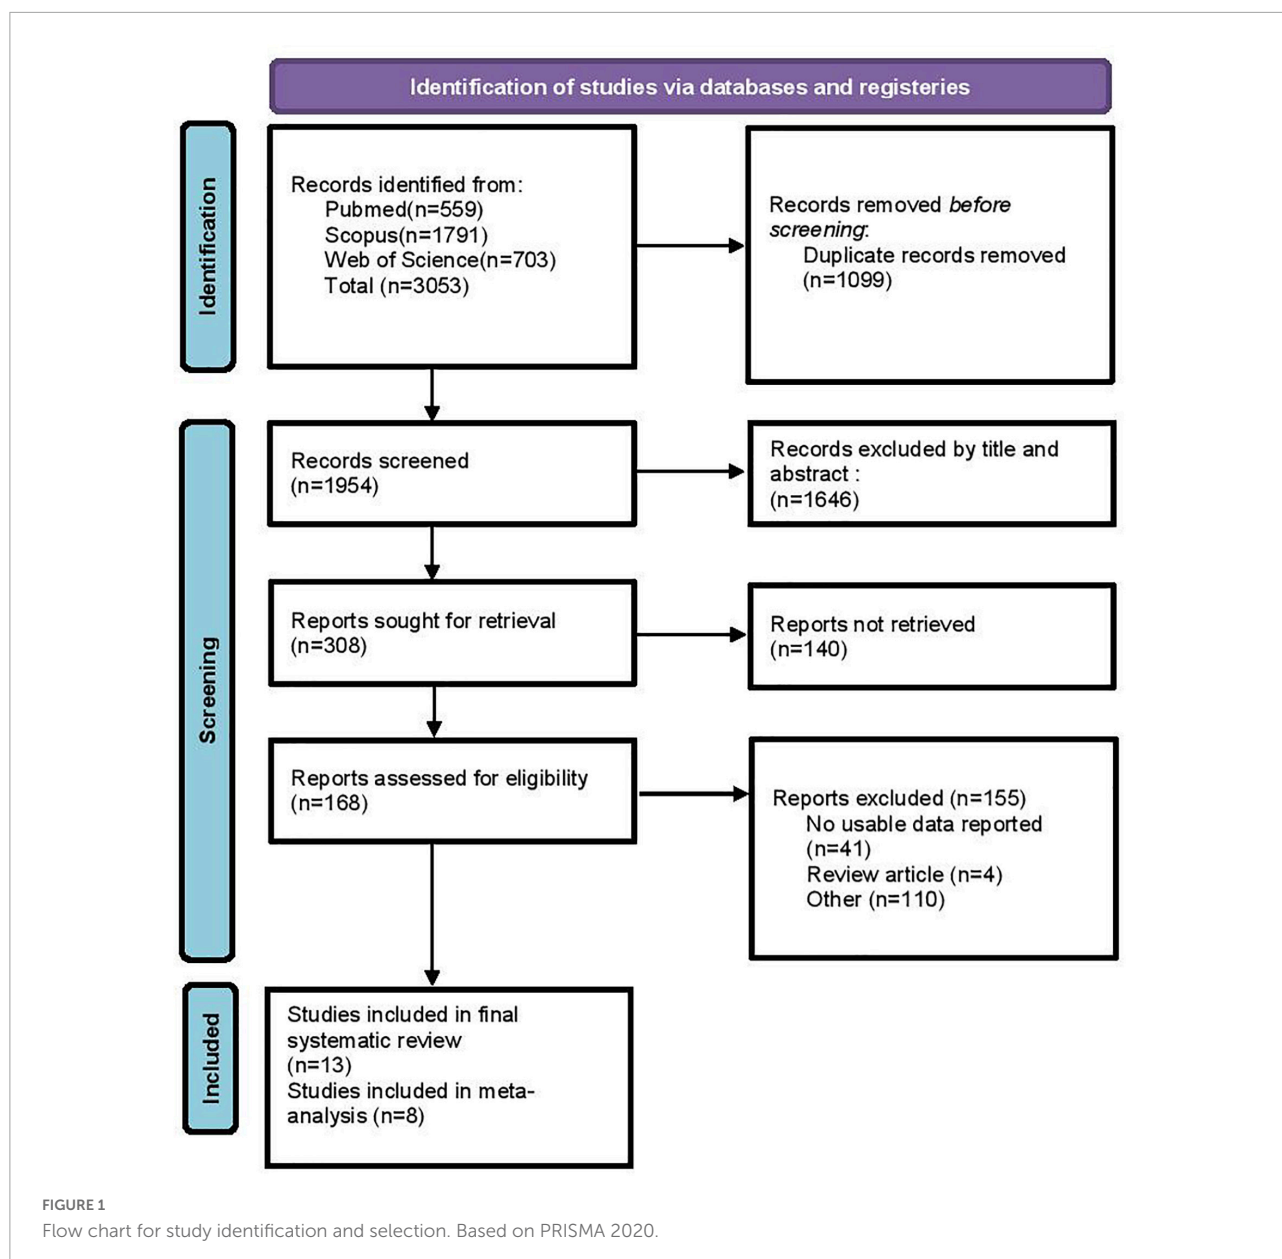 Identification of studies via databases and registeries
Identification
Records identified from:
Pubmed(n=559)
Scopus(n=1791)
Web of Science(n=703)
Total (n=3053)
Records removed before
screening:
Duplicate records removed
(n=1099)
Screening
Records screened
(n=1954)
Records excluded by title and
abstract :
(n=1646)
Reports sought for retrieval
(n=308)
Reports not retrieved
(n=140)
Reports assessed for eligibility
(n=168)
Reports excluded (n=155)
No usable data reported
(n=41)
Review article (n=4)
Other (n=110)
Included
Studies included in final
systematic review
(n=13)
Studies included in meta-
analysis (n=8)
FIGURE 1
Flow chart for study identification and selection. Based on PRISMA 2020.